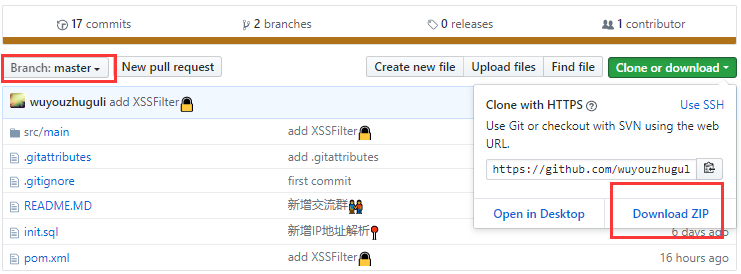 17 commits 2 branches 0 releases 1 contributor
Branch: master New pull request Create new file Upload files Find file Clone or download
wuyouzhuguli add XSSFilter
src/main add XSSFilter
.gitattributes add .gitattributes
.gitignore first commit
README.MD 新增交流群
init.sql 新增IP地址解析 6 days ago
pom.xml add XSSFilter 16 hours ago
Clone with HTTPS Use SSH
Use Git or checkout with SVN using the web
URL.
https://github.com/wuyouzhugul
Open in Desktop Download ZIP